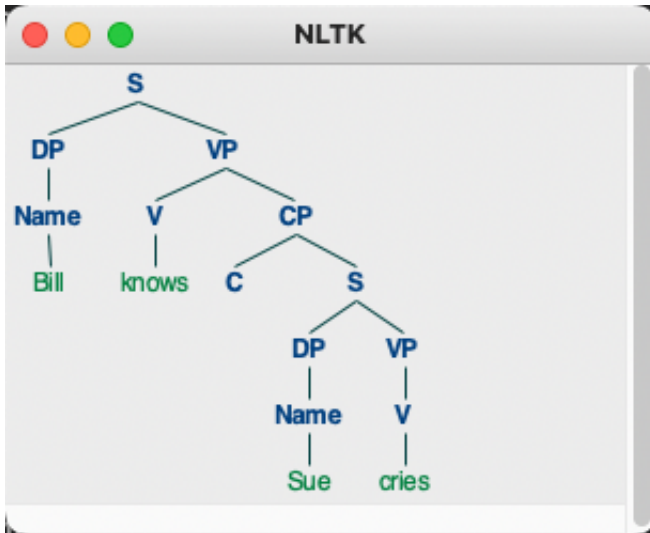 NLTK
S
DP VP
Name V CP
Bill knows C S
DP VP
Name V
Sue cries